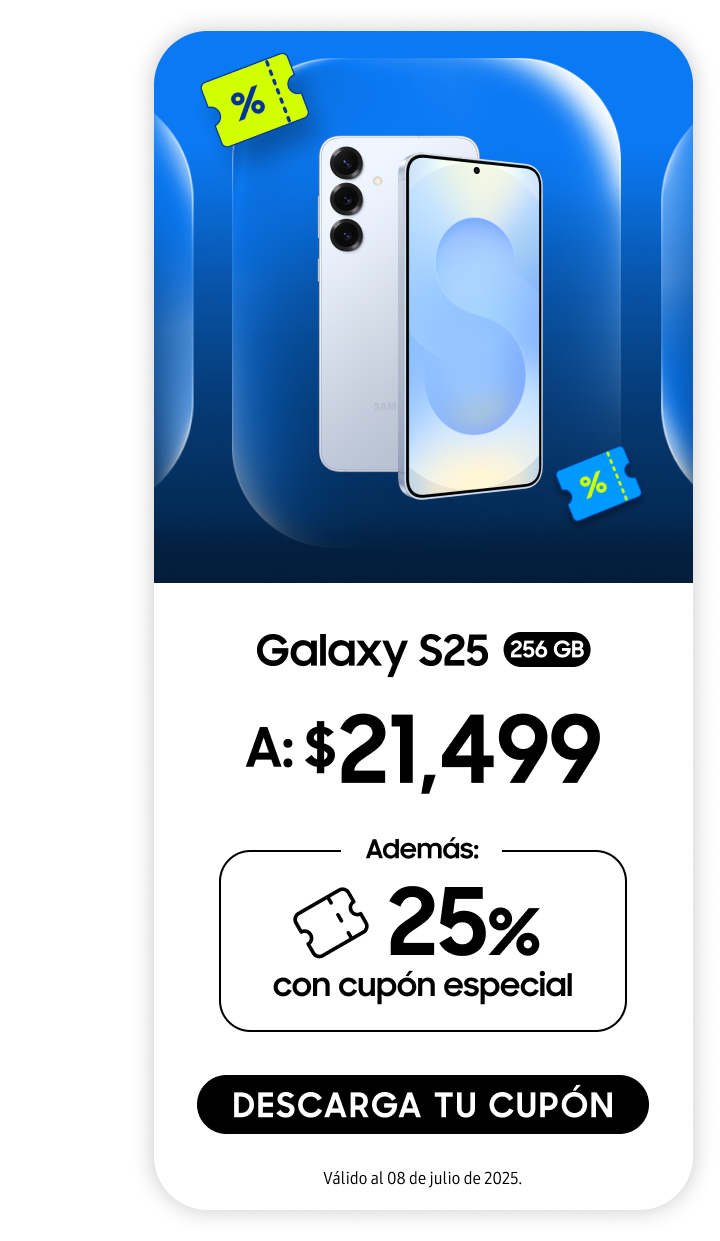 %
%
Galaxy S25 256 GB
A: $21,499
Además:
25%
con cupón especial
DESCARGA TU CUPÓN
Válido al 08 de julio de 2025.